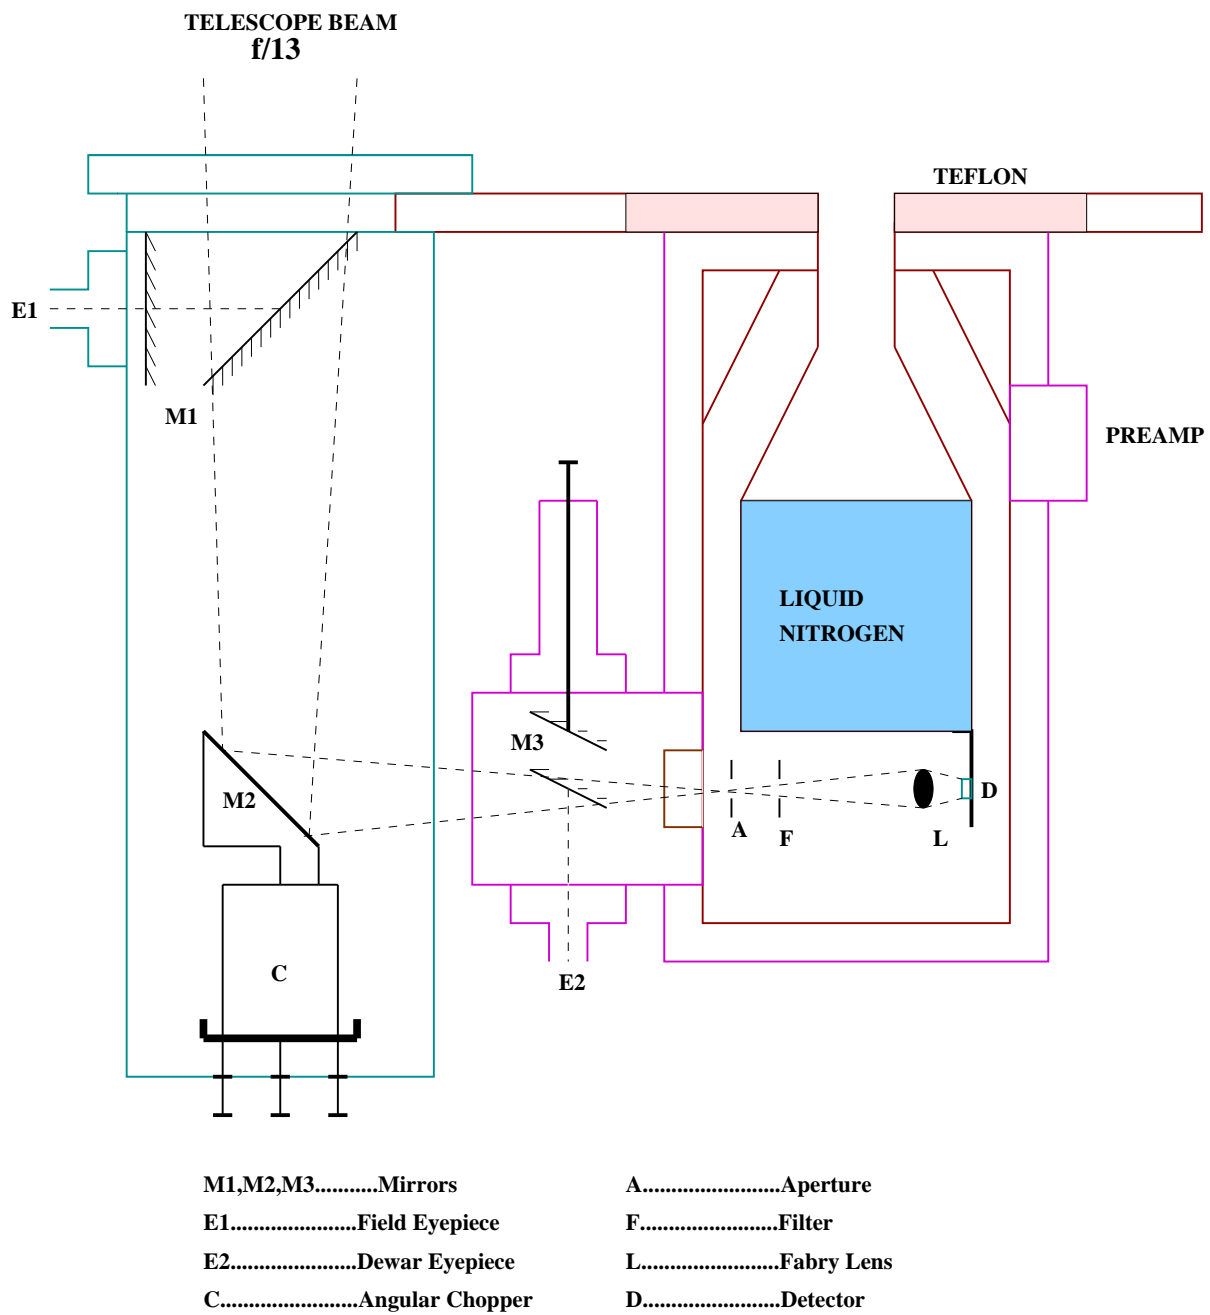 TELESCOPE BEAM
f/13
TEFLON
E1
M1
PREAMP
LIQUID
NITROGEN
M3
M2
D
A
F
L
C
E2
M1,M2,M3...........Mirrors
A........................Aperture
E1......................Field Eyepiece
F........................Filter
E2......................Dewar Eyepiece
L........................Fabry Lens
C........................Angular Chopper
D........................Detector